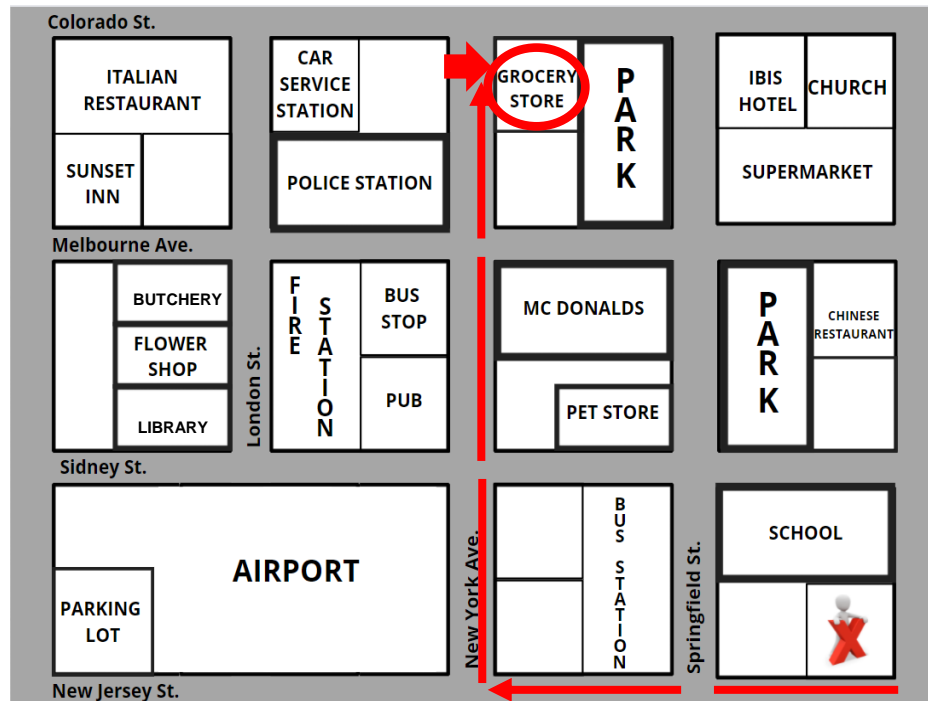 Colorado St.
ITALIAN
RESTAURANT
CAR
SERVICE
STATION
GROCERY
STORE
PARK
IBIS
HOTEL
CHURCH
SUNSET
INN
POLICE STATION
SUPERMARKET
Melbourne Ave.
BUTCHERY
FLOWER
SHOP
LIBRARY
London St.
FIRE
STATION
BUS
STOP
PUB
MC DONALDS
PET STORE
PARK
CHINESE
RESTAURANT
Sidney St.
AIRPORT
PARKING
LOT
New York Ave.
BUS STATION
Springfield St.
SCHOOL
X
New Jersey St.